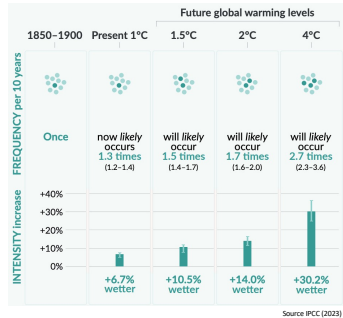 Future global warming levels
1850–1900 Present 1°C 1.5°C 2°C 4°C
FREQUENCY per 10 years
Once
now likely
occurs
1.3 times
(1.2–1.4)
will likely
occur
1.5 times
(1.4–1.7)
will likely
occur
1.7 times
(1.6–2.0)
will likely
occur
2.7 times
(2.3–3.6)
INTENSITY increase
+40%
+30%
+20%
+10%
0%
+6.7%
wetter
+10.5%
wetter
+14.0%
wetter
+30.2%
wetter
Source IPCC (2023)